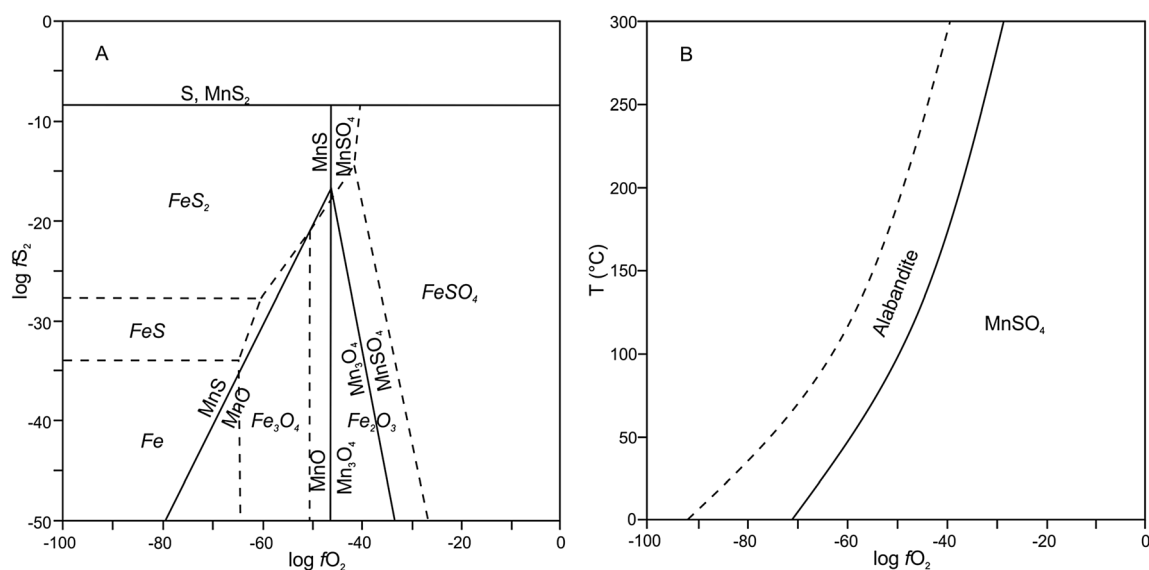 A
0
-10
-20
-30
-40
-50
log fS₂
S, MnS₂
MnS
MnSO₄
FeS₂
FeS
Fe
MnS
MnO
Fe₃O₄
MnO
Mn₃O₄
Mn₃O₄
MnSO₄
Fe₂O₃
FeSO₄
-100 -80 -60 -40 -20 0
log fO₂
B
300
250
200
150
100
50
0
T (°C)
Alabandite
MnSO₄
-100 -80 -60 -40 -20 0
log fO₂